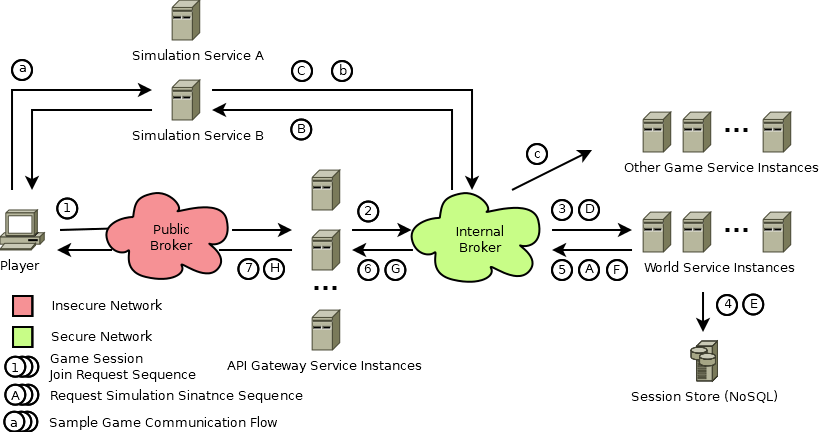 Simulation Service A
a
C b
Simulation Service B
B
c
Other Game Service Instances
1
Public
Broker
2
Internal
Broker
3 D
Player
7 H
6 G
5 A F
World Service Instances
...
...
...
Insecure Network
4 E
Secure Network
1 Game Session
Join Request Sequence
API Gateway Service Instances
A Request Simulation Sinatnce Sequence
Session Store (NoSQL)
a Sample Game Communication Flow